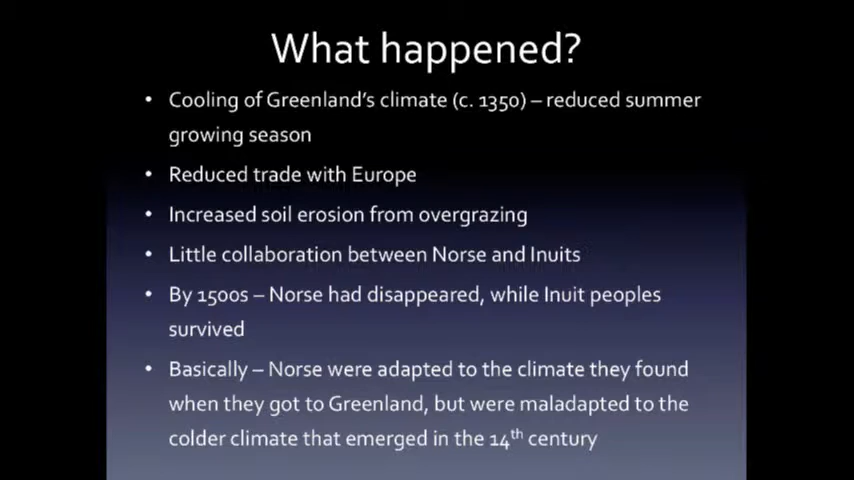 What happened?
• Cooling of Greenland's climate (c. 1350) – reduced summer
growing season
• Reduced trade with Europe
• Increased soil erosion from overgrazing
• Little collaboration between Norse and Inuits
• By 1500s – Norse had disappeared, while Inuit peoples
survived
• Basically – Norse were adapted to the climate they found
when they got to Greenland, but were maladapted to the
colder climate that emerged in the 14th century